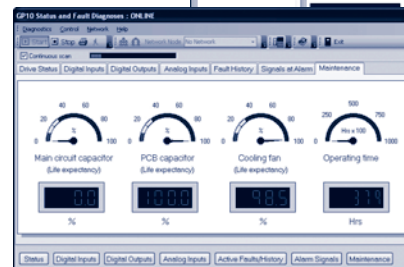 GP10 Status and Fault Diagnoses : ONLINE
Diagnostics Control Network Help
Start Stop Network Node No Network Exit
Continuous scan
Drive Status Digital Inputs Digital Outputs Analog Inputs Fault History Signals at Alarm Maintenance
0 20 40 60 80 100 % 0 20 40 60 80 100 % 0 20 40 60 80 100 % 0 250 500 750 1000 Hrs x 100
Main circuit capacitor PCB capacitor Cooling fan Operating time
(Life expectancy) (Life expectancy) (Life expectancy)
0.0 100.0 98.5 319
% % % Hrs
Status Digital Inputs Digital Outputs Analog Inputs Active Faults/History Alarm Signals Maintenance